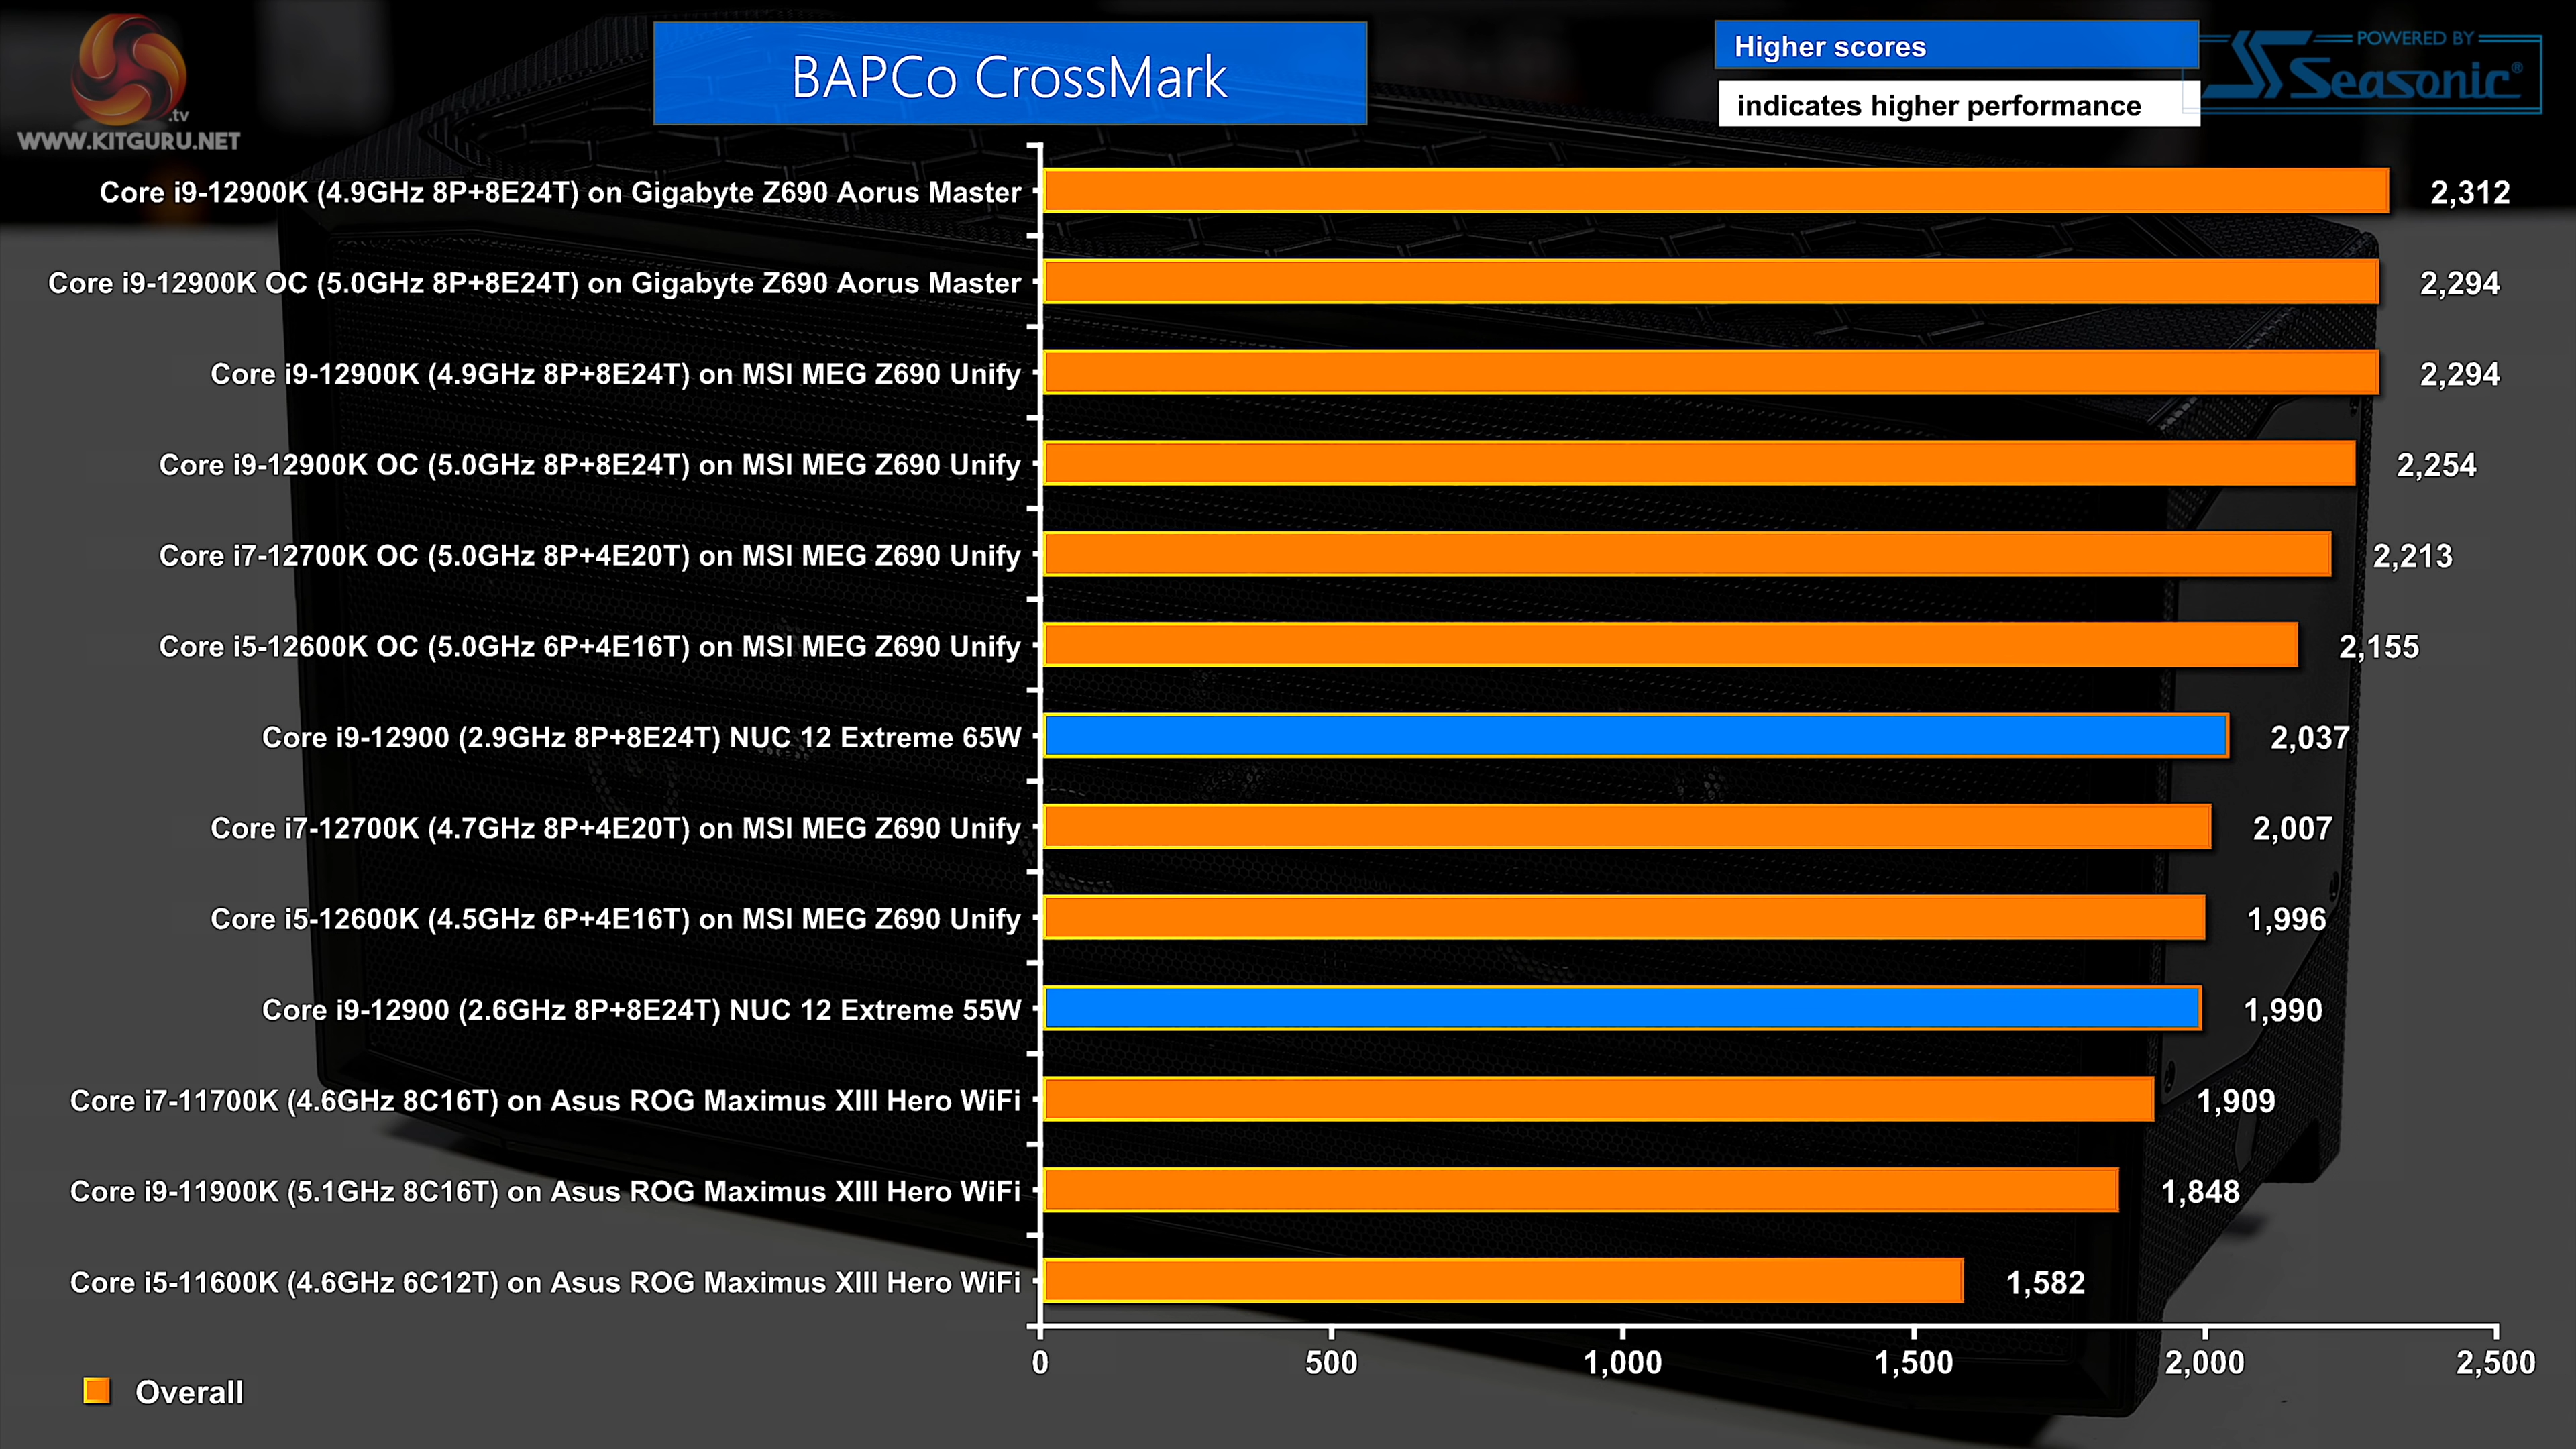 .tv
WWW.KITGURU.NET
BAPCo CrossMark
Higher scores
indicates higher performance
POWERED BY
Seasonic®
Core i9-12900K (4.9GHz 8P+8E24T) on Gigabyte Z690 Aorus Master 2,312
Core i9-12900K OC (5.0GHz 8P+8E24T) on Gigabyte Z690 Aorus Master 2,294
Core i9-12900K (4.9GHz 8P+8E24T) on MSI MEG Z690 Unify 2,294
Core i9-12900K OC (5.0GHz 8P+8E24T) on MSI MEG Z690 Unify 2,254
Core i7-12700K OC (5.0GHz 8P+4E20T) on MSI MEG Z690 Unify 2,213
Core i5-12600K OC (5.0GHz 6P+4E16T) on MSI MEG Z690 Unify 2,155
Core i9-12900 (2.9GHz 8P+8E24T) NUC 12 Extreme 65W 2,037
Core i7-12700K (4.7GHz 8P+4E20T) on MSI MEG Z690 Unify 2,007
Core i5-12600K (4.5GHz 6P+4E16T) on MSI MEG Z690 Unify 1,996
Core i9-12900 (2.6GHz 8P+8E24T) NUC 12 Extreme 55W 1,990
Core i7-11700K (4.6GHz 8C16T) on Asus ROG Maximus XIII Hero WiFi 1,909
Core i9-11900K (5.1GHz 8C16T) on Asus ROG Maximus XIII Hero WiFi 1,848
Core i5-11600K (4.6GHz 6C12T) on Asus ROG Maximus XIII Hero WiFi 1,582
0 500 1,000 1,500 2,000 2,500
Overall